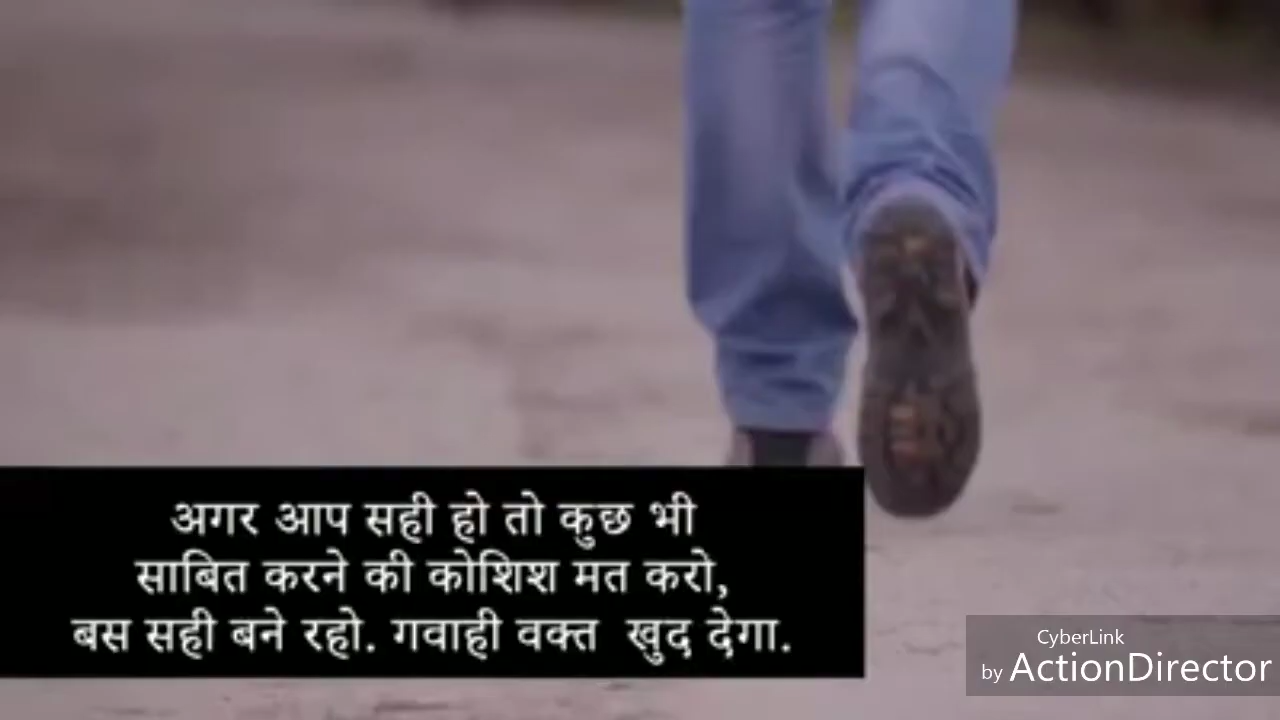 अगर आप सही हो तो कुछ भी
साबित करने की कोशिश मत करो,
बस सही बने रहो. गवाही वक्त खुद देगा.
CyberLink
by ActionDirector